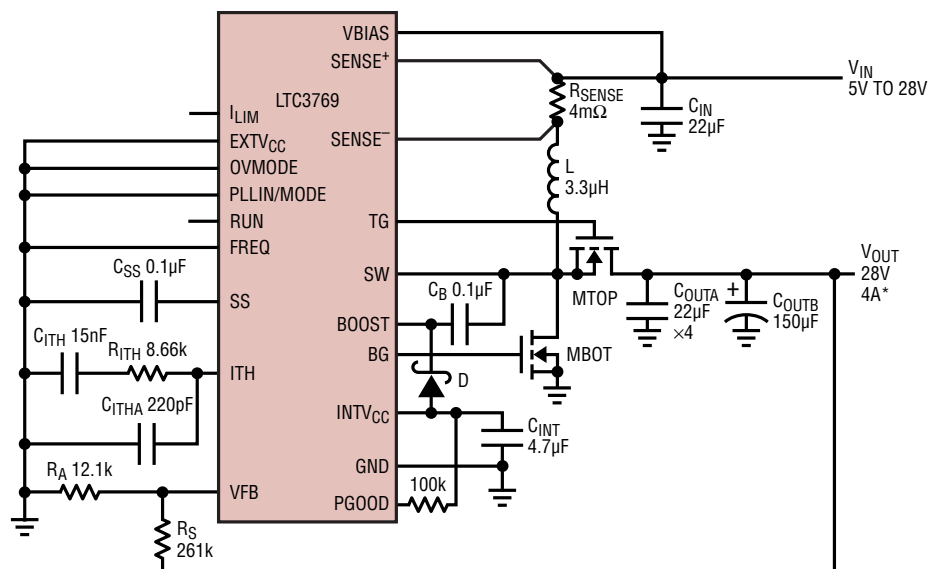 VBIAS
SENSE+
LTC3769
ILIM
EXTVCC
SENSE−
OVMODE
PLLIN/MODE
RUN
TG
FREQ
CSS 0.1µF
SW
SS
CB 0.1µF
BOOST
CITH 15nF
RITH 8.66k
BG
ITH
D
CITHA 220pF
INTVCC
CINT
4.7µF
GND
RA 12.1k
VFB
100k
PGOOD
RS
261k
RSENSE
4mΩ
CIN
22µF
VIN
5V TO 28V
L
3.3µH
MTOP
MBOT
COUTA
22µF
×4
+
COUTB
150µF
VOUT
28V
4A*